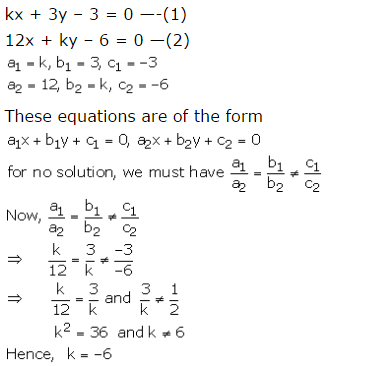 kx + 3y – 3 = 0 —-(1)
12x + ky – 6 = 0 —(2)
a₁ = k, b₁ = 3, c₁ = -3
a₂ = 12, b₂ = k, c₂ = -6
These equations are of the form
a₁x + b₁y + c₁ = 0, a₂x + b₂y + c₂ = 0
for no solution, we must have a₁/a₂ = b₁/b₂ ≠ c₁/c₂
Now, a₁/a₂ = b₁/b₂ ≠ c₁/c₂
⇒ k/12 = 3/k ≠ -3/-6
⇒ k/12 = 3/k and 3/k ≠ 1/2
k² = 36 and k ≠ 6
Hence, k = -6